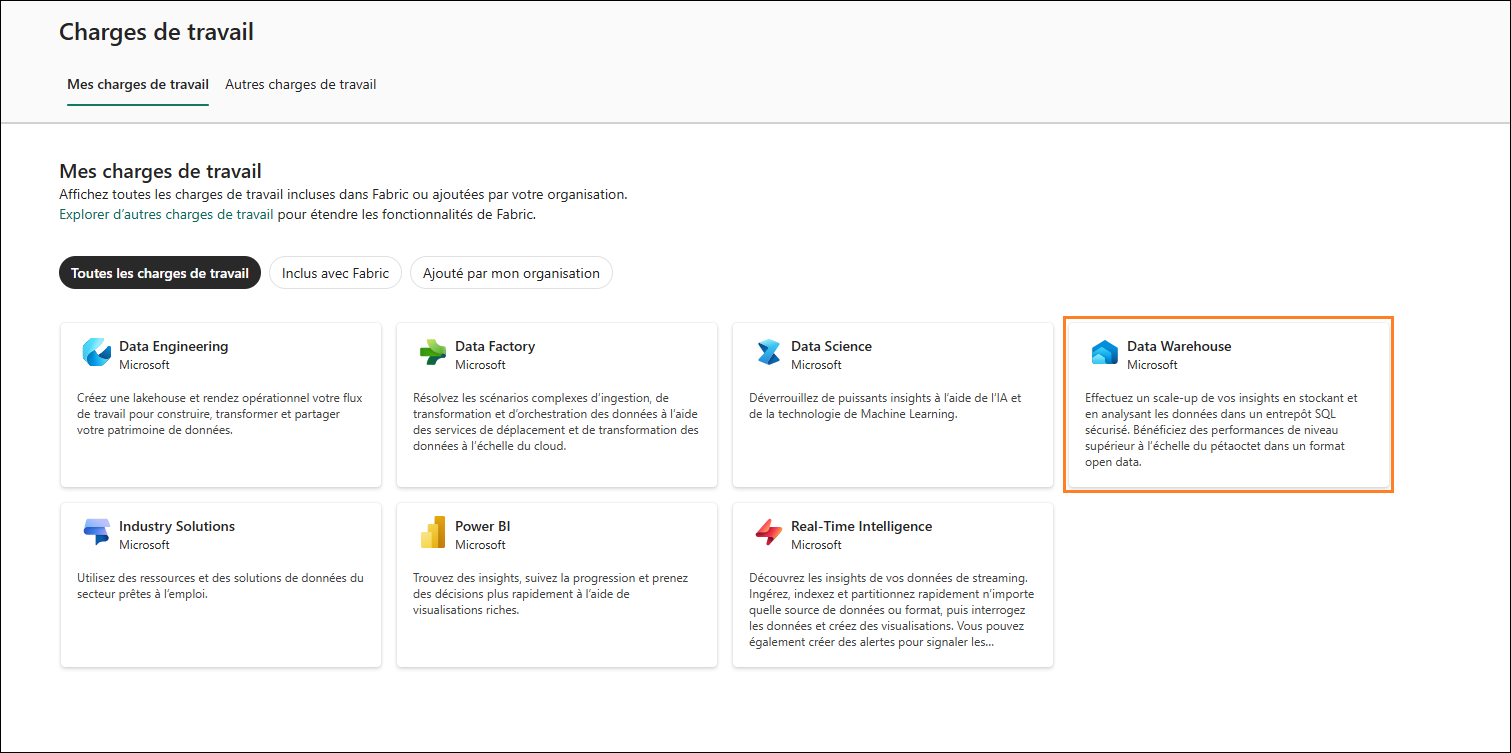 Charges de travail
Mes charges de travail
Autres charges de travail
Mes charges de travail
Affichez toutes les charges de travail incluses dans Fabric ou ajoutées par votre organisation.
Explorer d’autres charges de travail pour étendre les fonctionnalités de Fabric.
Toutes les charges de travail
Inclus avec Fabric
Ajouté par mon organisation
Data Engineering
Microsoft
Créez une lakehouse et rendez opérationnel votre flux
de travail pour construire, transformer et partager
votre patrimoine de données.
Data Factory
Microsoft
Résolvez les scénarios complexes d’ingestion, de
transformation et d’orchestration des données à l’aide
des services de déplacement et de transformation des
données à l’échelle du cloud.
Data Science
Microsoft
Déverrouillez de puissants insights à l’aide de l’IA et
de la technologie de Machine Learning.
Data Warehouse
Microsoft
Effectuez un scale-up de vos insights en stockant et
en analysant les données dans un entrepôt SQL
sécurisé. Bénéficiez des performances de niveau
supérieur à l’échelle du pétaoctet dans un format
open data.
Industry Solutions
Microsoft
Utilisez des ressources et des solutions de données du
secteur prêtes à l’emploi.
Power BI
Microsoft
Trouvez des insights, suivez la progression et prenez
des décisions plus rapidement à l’aide de
visualisations riches.
Real-Time Intelligence
Microsoft
Découvrez les insights de vos données de streaming.
Ingérez, indexez et partitionnez rapidement n’importe
quelle source de données ou format, puis interrogez
les données et créez des visualisations. Vous pouvez
également créer des alertes pour signaler les...